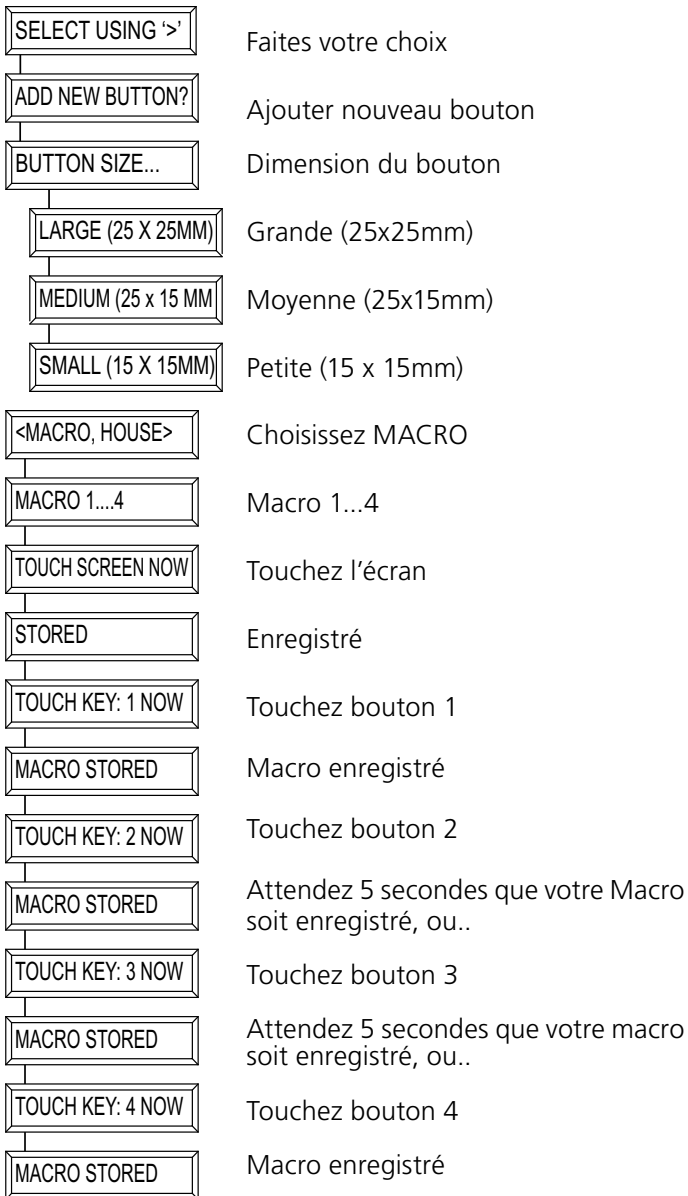 SELECT USING ‘>’
Faites votre choix
ADD NEW BUTTON?
Ajouter nouveau bouton
BUTTON SIZE...
Dimension du bouton
LARGE (25 X 25MM)
Grande (25x25mm)
MEDIUM (25 x 15 MM
Moyenne (25x15mm)
SMALL (15 X 15MM)
Petite (15 x 15mm)
<MACRO, HOUSE>
Choisissez MACRO
MACRO 1....4
Macro 1...4
TOUCH SCREEN NOW
Touchez l’écran
STORED
Enregistré
TOUCH KEY: 1 NOW
Touchez bouton 1
MACRO STORED
Macro enregistré
TOUCH KEY: 2 NOW
Touchez bouton 2
MACRO STORED
Attendez 5 secondes que votre Macro
soit enregistré, ou..
TOUCH KEY: 3 NOW
Touchez bouton 3
MACRO STORED
Attendez 5 secondes que votre macro
soit enregistré, ou..
TOUCH KEY: 4 NOW
Touchez bouton 4
MACRO STORED
Macro enregistré